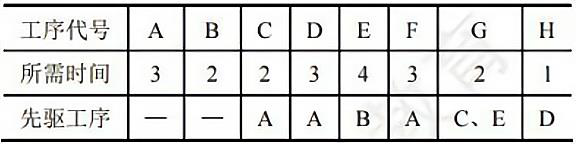 工序代号 A B C D E F G H
所需时间 3 2 2 3 4 3 2 1
先驱工序 — — A A B A C、E D